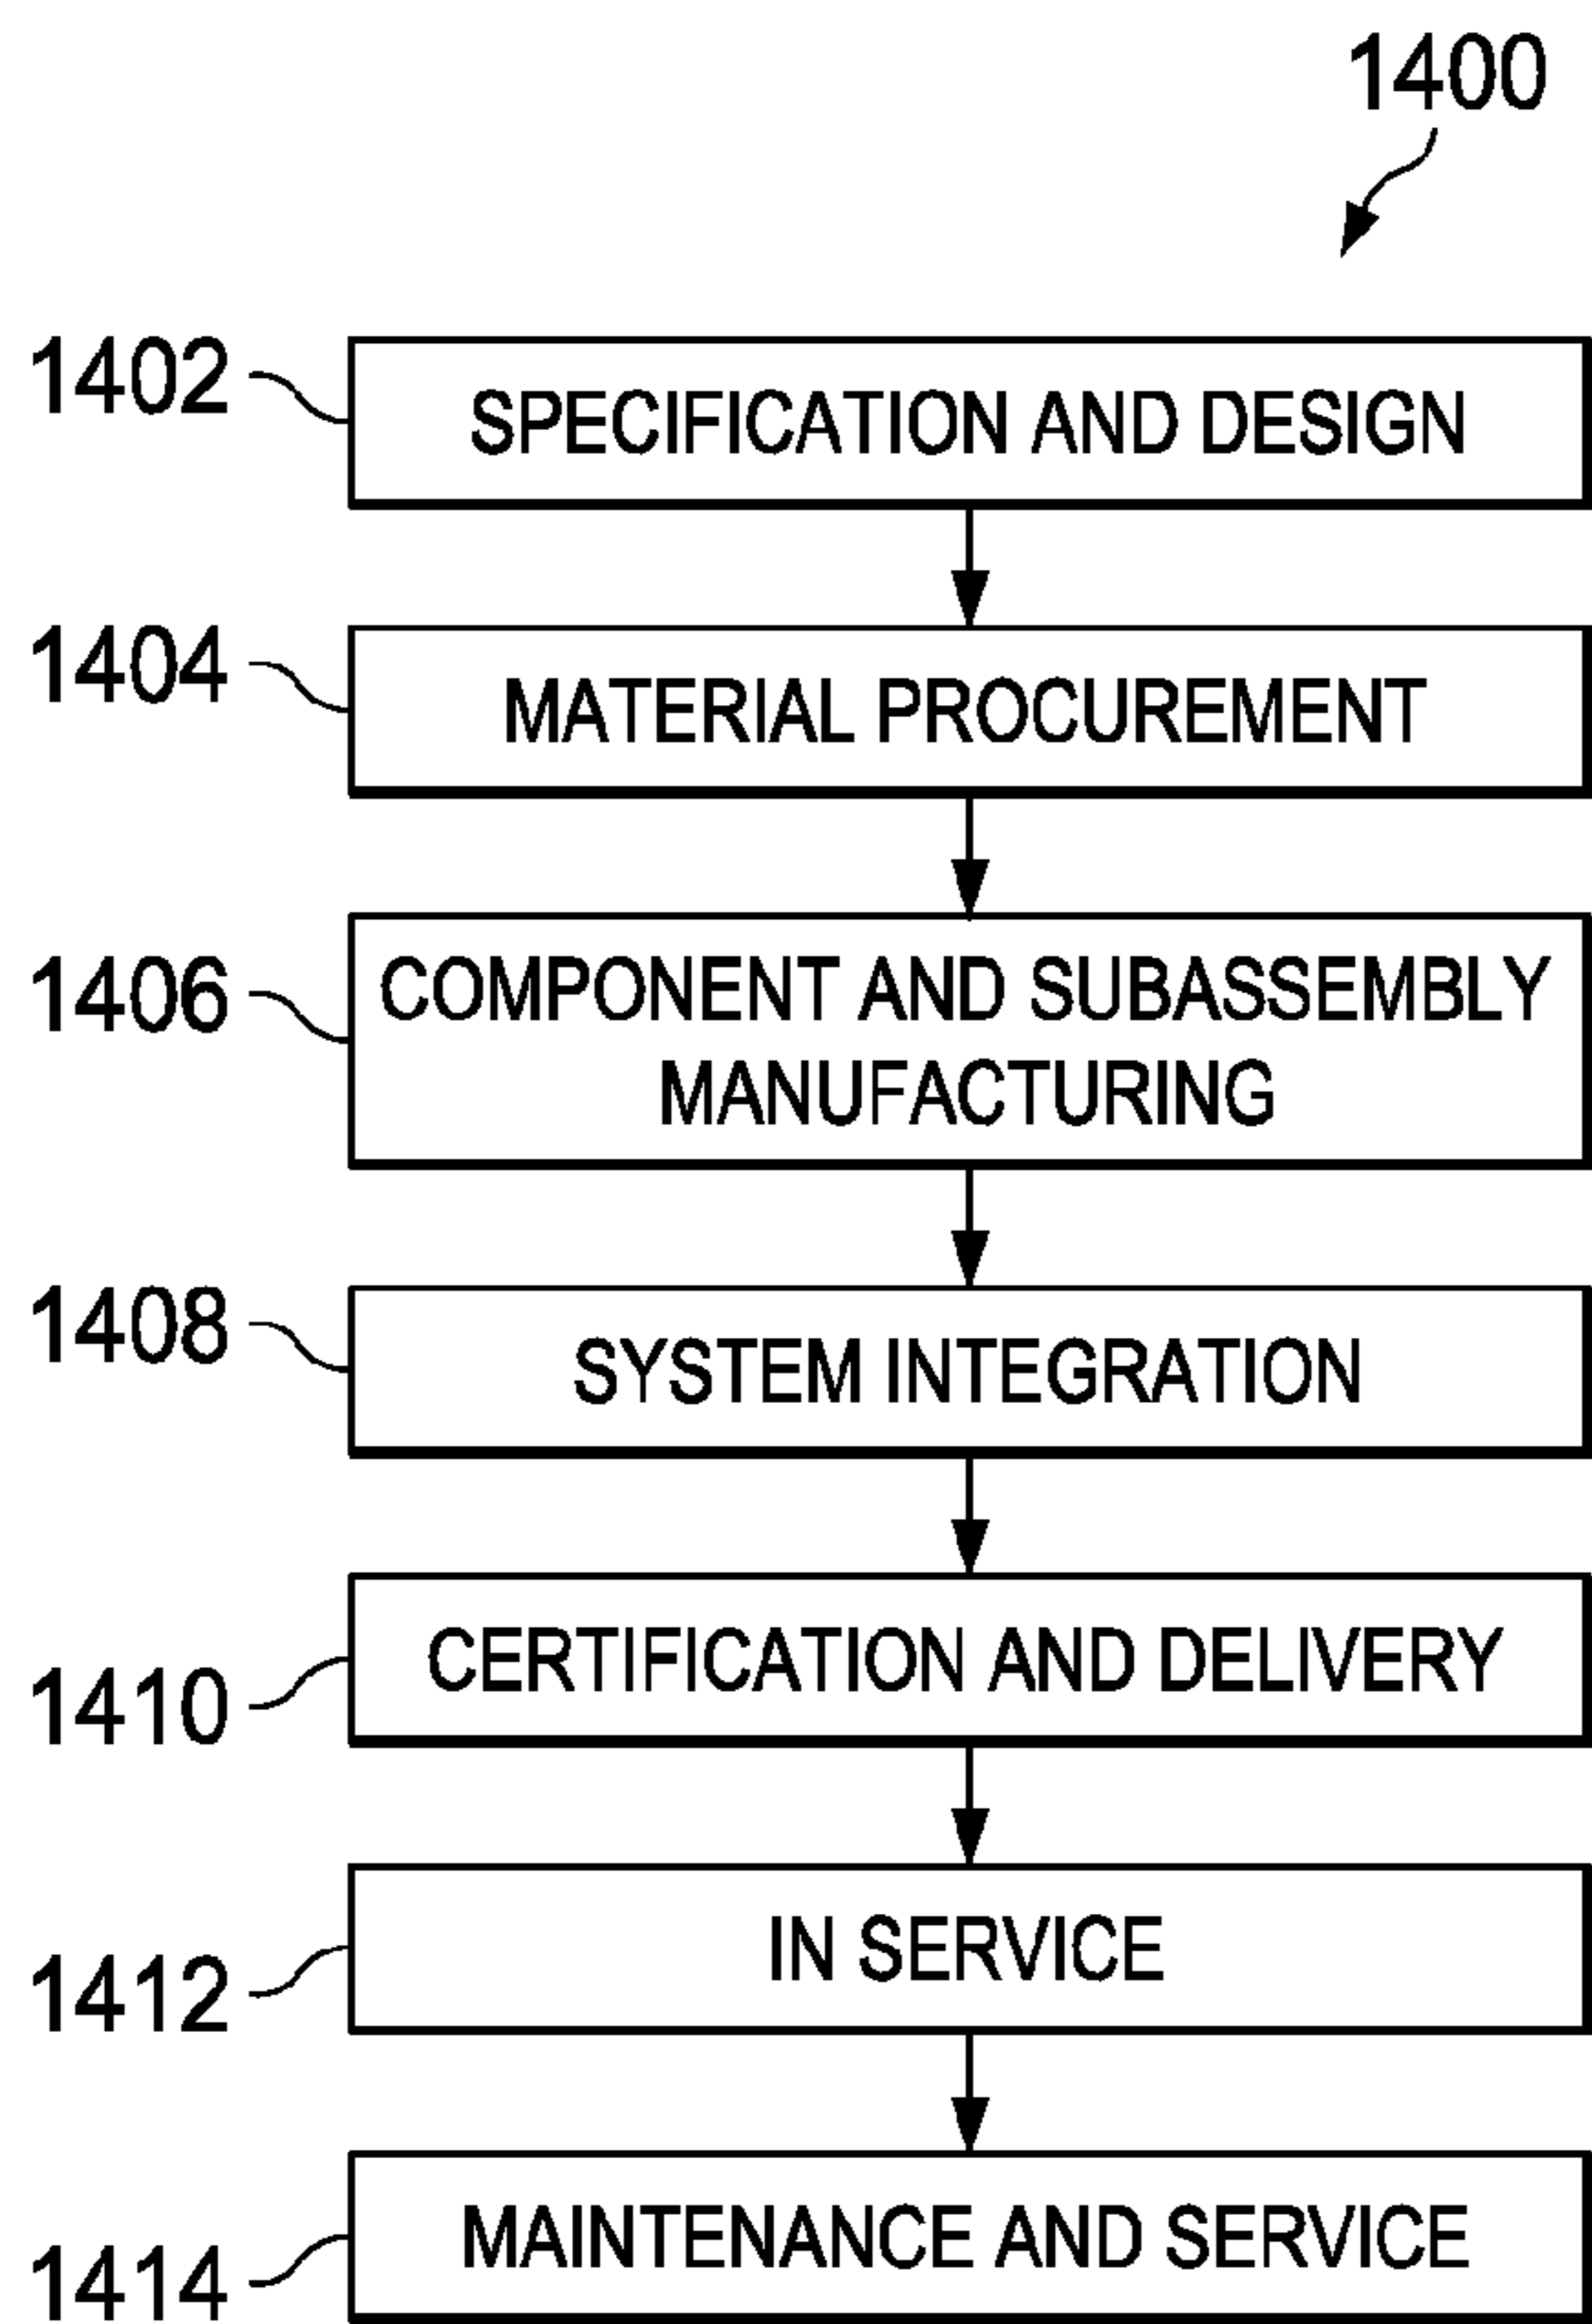 1400
1402
SPECIFICATION AND DESIGN
1404
MATERIAL PROCUREMENT
1406
COMPONENT AND SUBASSEMBLY
MANUFACTURING
1408
SYSTEM INTEGRATION
1410
CERTIFICATION AND DELIVERY
1412
IN SERVICE
1414
MAINTENANCE AND SERVICE